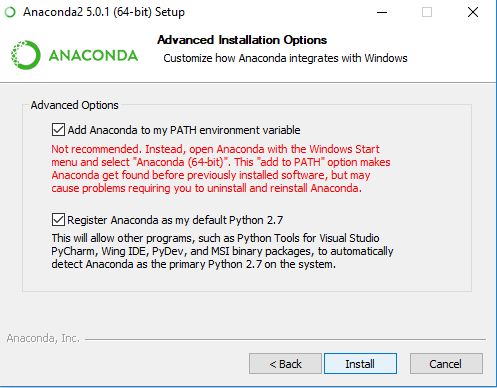 Anaconda2 5.0.1 (64-bit) Setup
ANACONDA
Advanced Installation Options
Customize how Anaconda integrates with Windows
Advanced Options
Add Anaconda to my PATH environment variable
Not recommended. Instead, open Anaconda with the Windows Start
menu and select "Anaconda (64-bit)". This "add to PATH" option makes
Anaconda get found before previously installed software, but may
cause problems requiring you to uninstall and reinstall Anaconda.
Register Anaconda as my default Python 2.7
This will allow other programs, such as Python Tools for Visual Studio
PyCharm, Wing IDE, PyDev, and MSI binary packages, to automatically
detect Anaconda as the primary Python 2.7 on the system.
Anaconda, Inc.
< Back Install Cancel